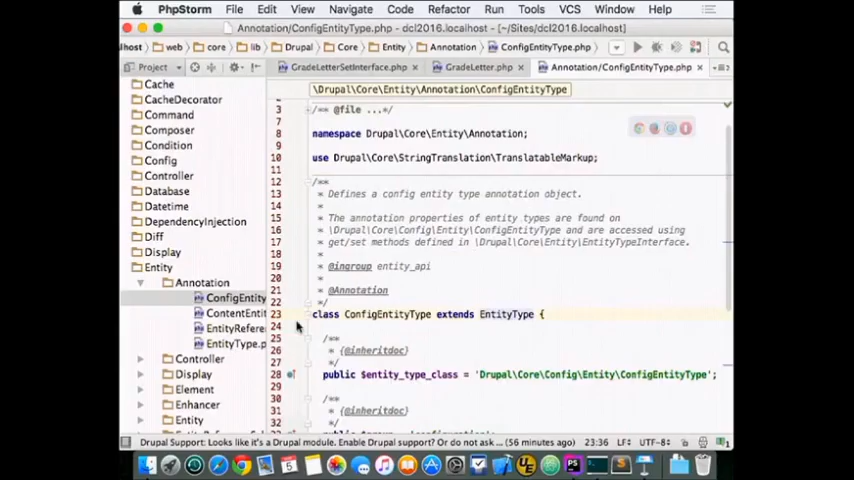 PhpStorm File Edit View Navigate Code Refactor Run Tools VCS Window Help
Annotation/ConfigEntityType.php - dcl2016.localhost - [~/Sites/dcl2016.localhost]
lhost web core lib Drupal Core Entity Annotation ConfigEntityType.php
Project GradeLetterSetInterface.php GradeLetter.php Annotation/ConfigEntityType.php
Cache
CacheDecorator
Command
Composer
Condition
Config
Controller
Database
Datetime
DependencyInjection
Diff
Display
Entity
Annotation
ConfigEntity
ContentEntit
EntityRefere
EntityType.p
Controller
Display
Element
Enhancer
Entity
\Drupal\Core\Entity\Annotation\ConfigEntityType
3 /** @file ...*/
7
8 namespace Drupal\Core\Entity\Annotation;
9
10 use Drupal\Core\StringTranslation\TranslatableMarkup;
11
12 /**
13 * Defines a config entity type annotation object.
14 *
15 * The annotation properties of entity types are found on
16 * \Drupal\Core\Config\Entity\ConfigEntityType and are accessed using
17 * get/set methods defined in \Drupal\Core\Entity\EntityTypeInterface.
18 *
19 * @ingroup entity_api
20 *
21 * @Annotation
22 */
23 class ConfigEntityType extends EntityType {
24
25 /**
26 * {@inheritdoc}
27 */
28 public $entity_type_class = 'Drupal\Core\Config\Entity\ConfigEntityType';
29
30 /**
31 * {@inheritdoc}
32 */
Drupal Support: Looks like it's a Drupal module. Enable Drupal support? Or do not ask ... (56 minutes ago) 23:36 LF÷ UTF-8÷ 1